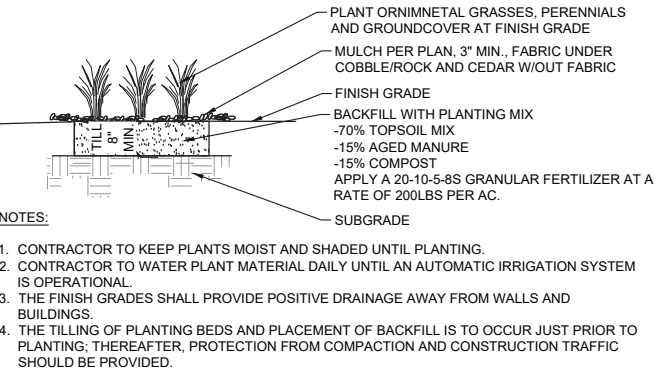 PLANT ORNIMNETAL GRASSES, PERENNIALS
AND GROUNDCOVER AT FINISH GRADE
MULCH PER PLAN, 3" MIN., FABRIC UNDER
COBBLE/ROCK AND CEDAR W/OUT FABRIC
FINISH GRADE
BACKFILL WITH PLANTING MIX
-70% TOPSOIL MIX
-15% AGED MANURE
-15% COMPOST
APPLY A 20-10-5-8S GRANULAR FERTILIZER AT A
RATE OF 200LBS PER AC.
SUBGRADE
TILL
8"
MIN.
NOTES:
1. CONTRACTOR TO KEEP PLANTS MOIST AND SHADED UNTIL PLANTING.
2. CONTRACTOR TO WATER PLANT MATERIAL DAILY UNTIL AN AUTOMATIC IRRIGATION SYSTEM
IS OPERATIONAL.
3. THE FINISH GRADES SHALL PROVIDE POSITIVE DRAINAGE AWAY FROM WALLS AND
BUILDINGS.
4. THE TILLING OF PLANTING BEDS AND PLACEMENT OF BACKFILL IS TO OCCUR JUST PRIOR TO
PLANTING; THEREAFTER, PROTECTION FROM COMPACTION AND CONSTRUCTION TRAFFIC
SHOULD BE PROVIDED.